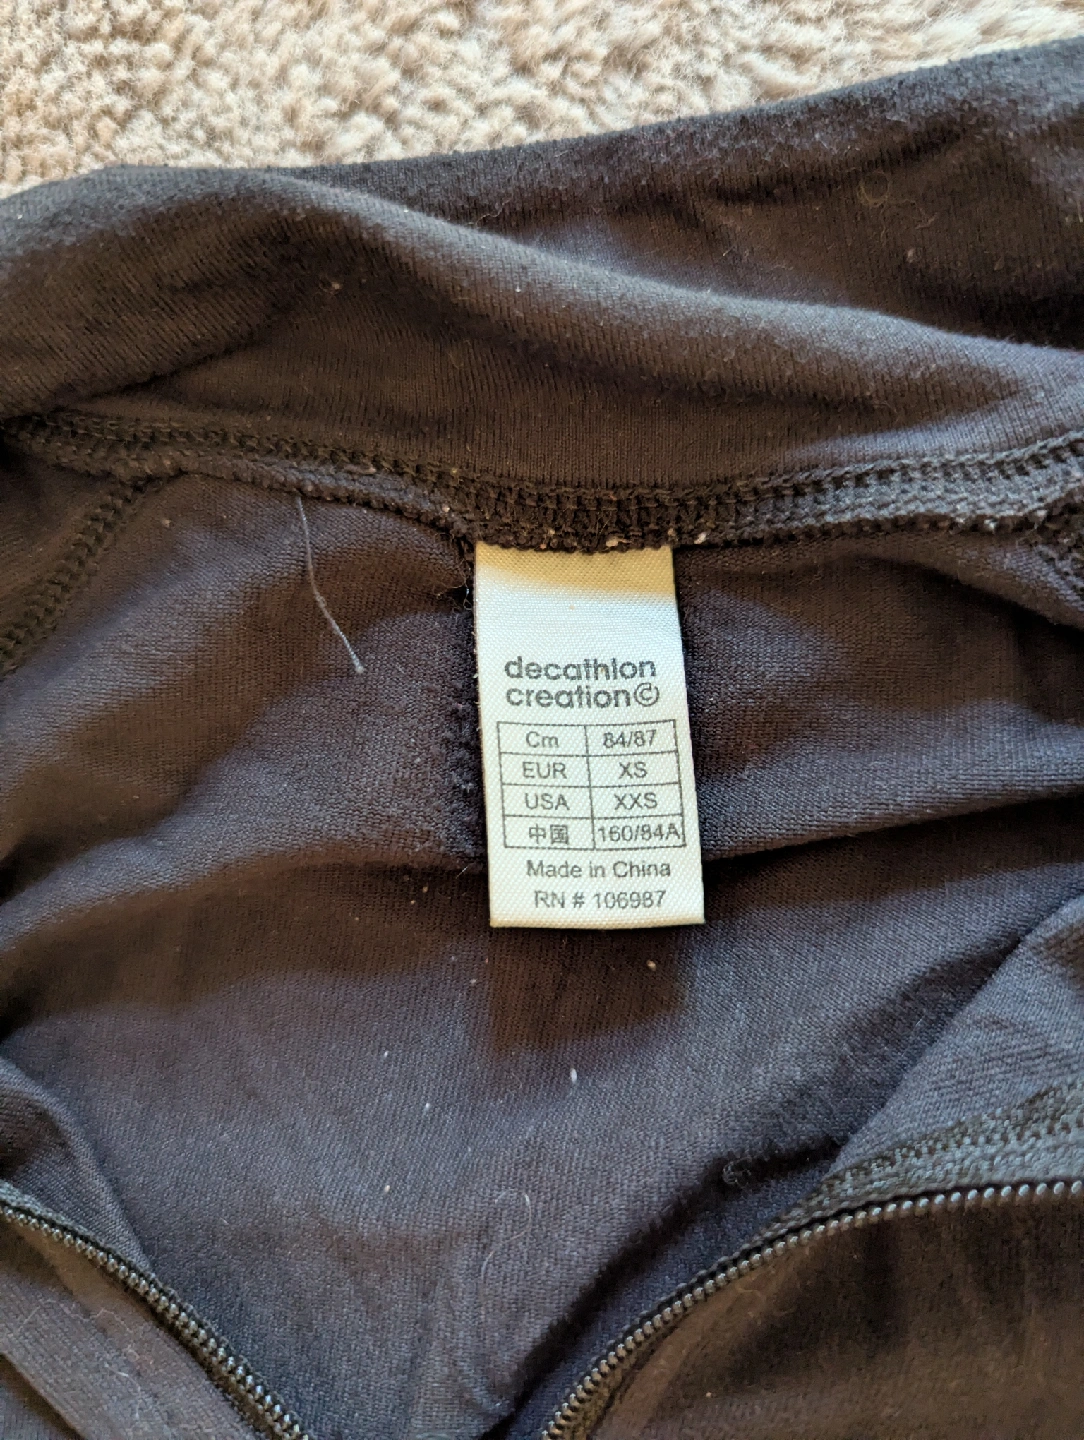 decathlon
creation©
Cm 84/87
EUR XS
USA XXS
中国 160/84A
Made in China
RN # 106987